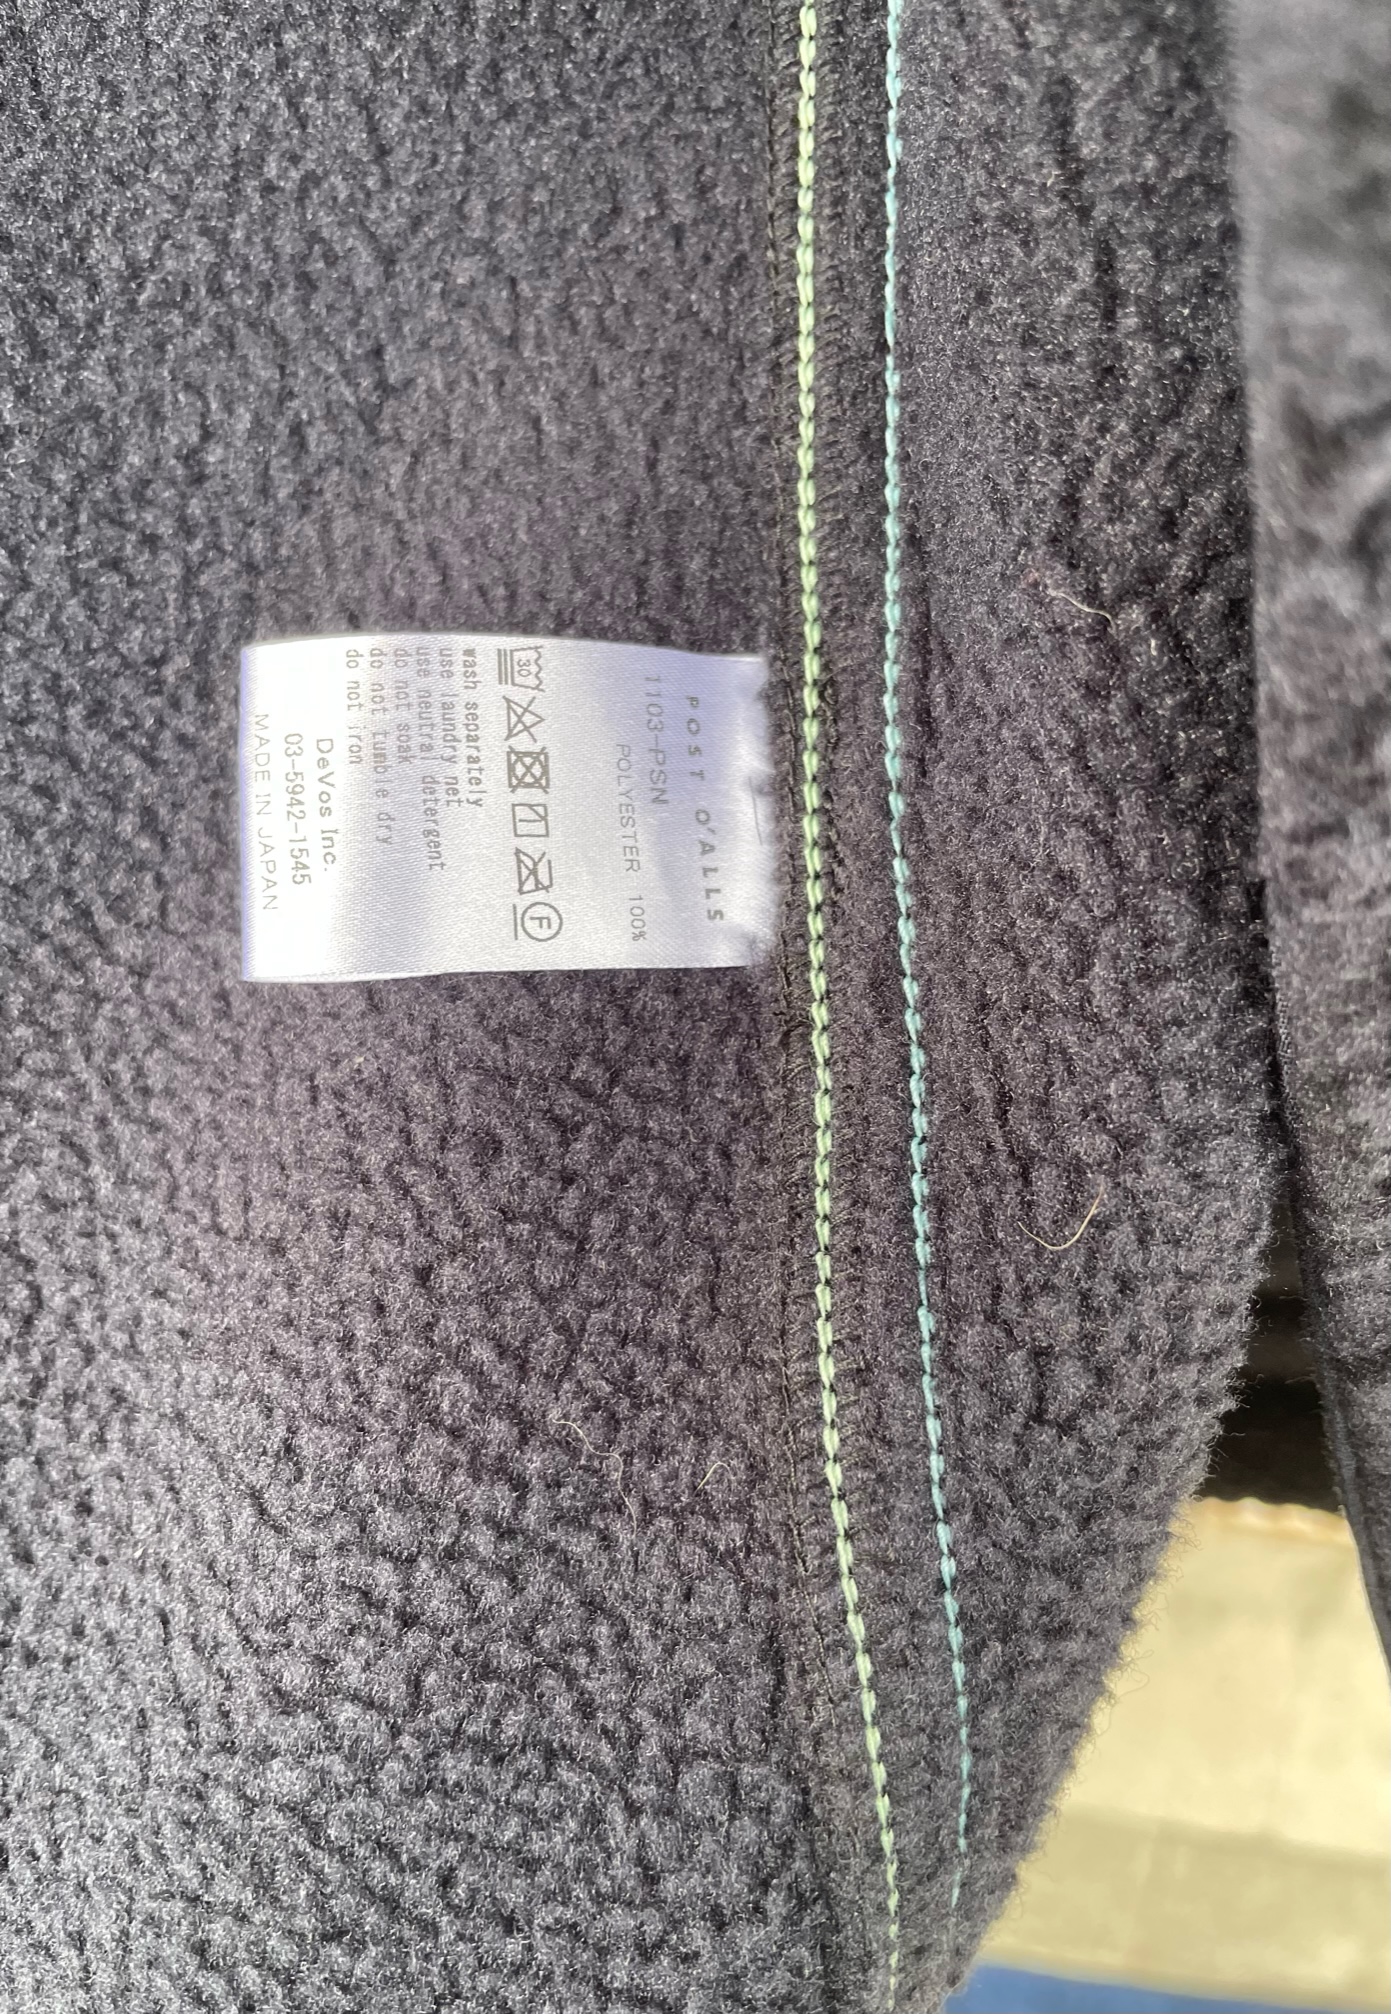 POST O'ALLS
1103-PSN
POLYESTER 100%
30
F
wash separately
use laundry net
use neutral detergent
do not soak
do not tumble dry
do not iron
DeVos Inc.
03-5942-1545
MADE IN JAPAN